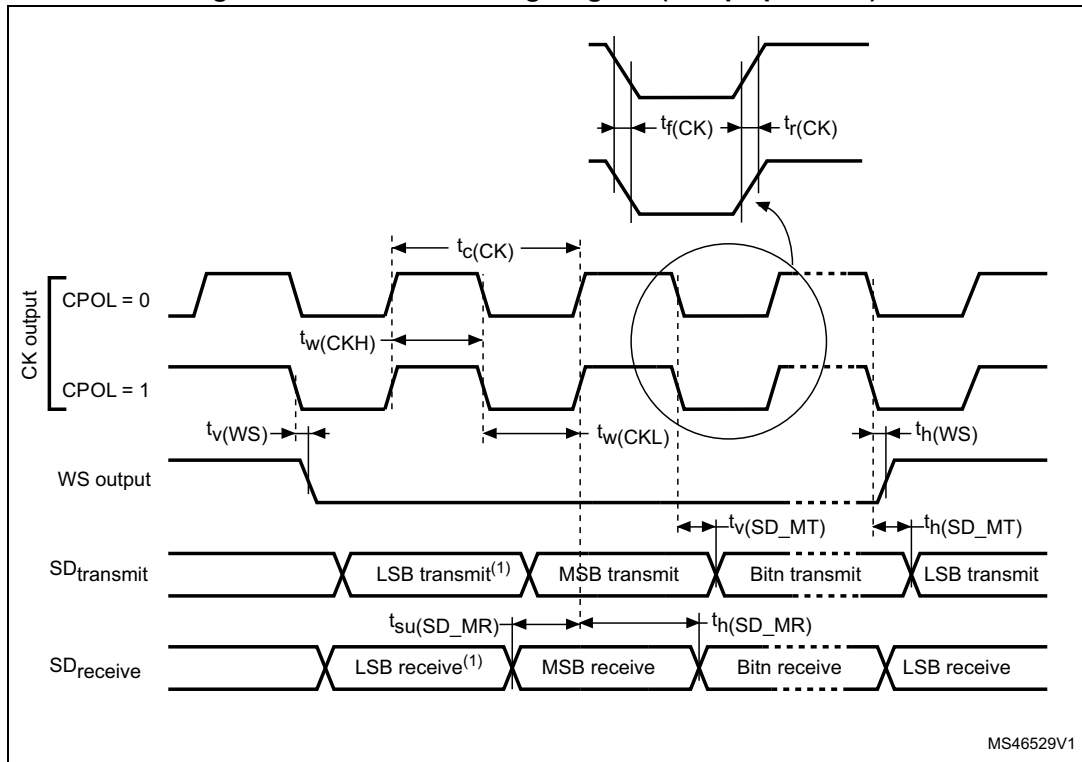 tf(CK)
tr(CK)
tc(CK)
CK output
CPOL = 0
tw(CKH)
CPOL = 1
tv(WS)
tw(CKL)
th(WS)
WS output
tv(SD_MT)
th(SD_MT)
SDtransmit
LSB transmit(1)
MSB transmit
Bitn transmit
LSB transmit
tsu(SD_MR)
th(SD_MR)
SDreceive
LSB receive(1)
MSB receive
Bitn receive
LSB receive
MS46529V1